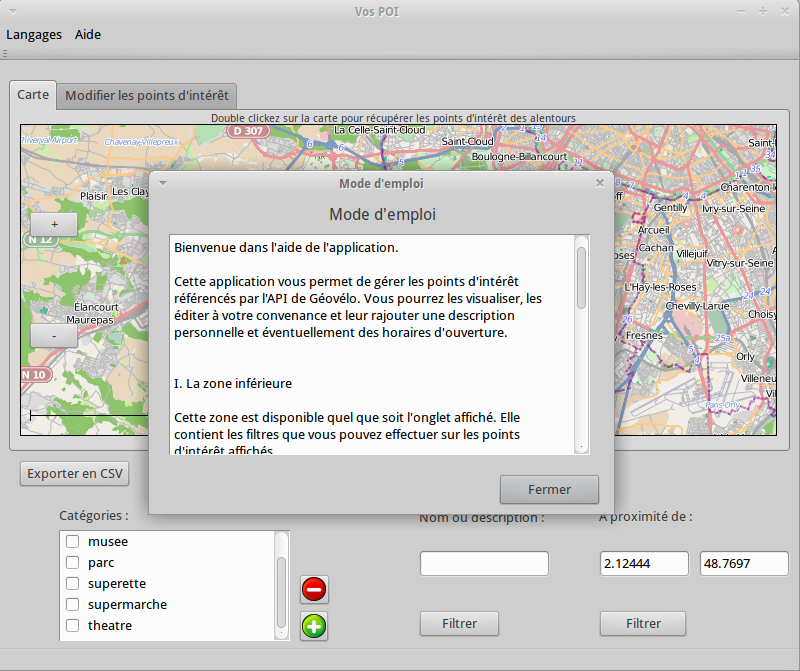 Vos POI
Langages Aide
Carte Modifier les points d'intérêt
Double clickez sur la carte pour récupérer les points d'intérêt des alentours
Chavenay-Villepreux
D 307
La Celle-Saint-Cloud
Saint-Cloud
Boulogne-Billancourt
Plaisir
Les Clay
+
N 12
Élancourt
Maurepas
-
N 10
Charenton-l
Gentilly
Ivry-sur-Seine
Arcueil
Cachan
Villejuif
Vitry-sur-Seine
L'Haÿ-les-Roses
Chevilly-Larue
Choisy
Fresnes
Orly
Villeneu
Paris Orly
Mode d'emploi
Mode d'emploi
Bienvenue dans l'aide de l'application.
Cette application vous permet de gérer les points d'intérêt
référencés par l'API de Géovélo. Vous pourrez les visualiser, les
éditer à votre convenance et leur rajouter une description
personnelle et éventuellement des horaires d'ouverture.
I. La zone inférieure
Cette zone est disponible quel que soit l'onglet affiché. Elle
contient les filtres que vous pouvez effectuer sur les points
d'intérêt affichés.
Fermer
Exporter en CSV
Catégories :
musee
parc
superette
supermarche
theatre
Nom ou description :
Filtrer
A proximité de :
2.12444 48.7697
Filtrer